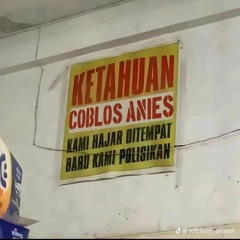 KETAHUAN
COBLOS ANIES
KAMI HAJAR DITEMPAT
BARU KAMI POLISIKAN